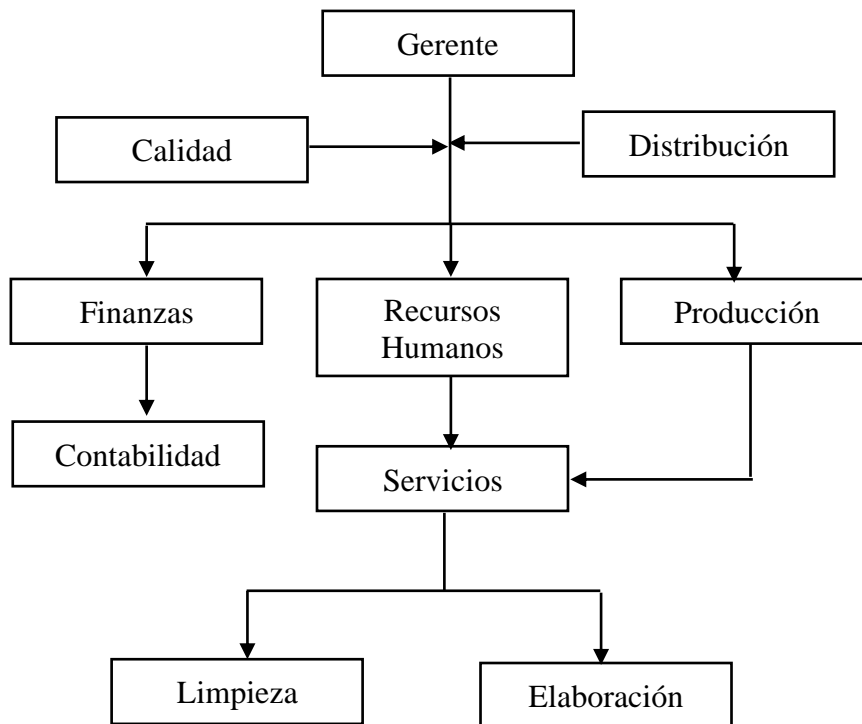 Gerente
Calidad
Distribución
Finanzas
Recursos
Humanos
Producción
Contabilidad
Servicios
Limpieza
Elaboración